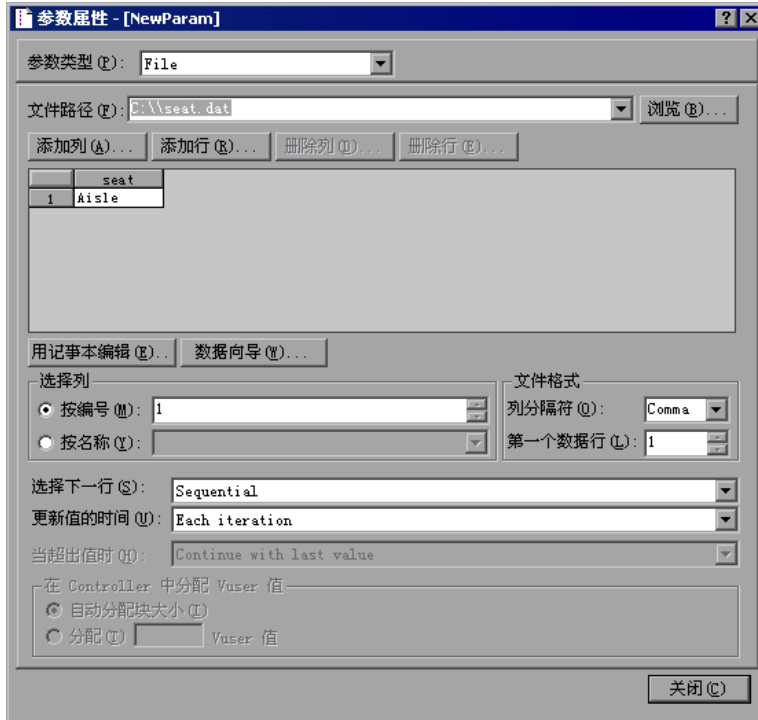 参数属性 - [NewParam]
参数类型(P): File
文件路径(F): C:\\seat.dat 浏览(B)...
添加列(A)... 添加行(R)... 删除列(D)... 删除行(E)...
seat
1 Aisle
用记事本编辑(E).. 数据向导(W)...
选择列 文件格式
按编号(M): 1 列分隔符(O): Comma
按名称(Y): 第一个数据行(L): 1
选择下一行(S): Sequential
更新值的时间(U): Each iteration
当超出值时(H): Continue with last value
在 Controller 中分配 Vuser 值
自动分配块大小(I)
分配(T) Vuser 值
关闭(C)